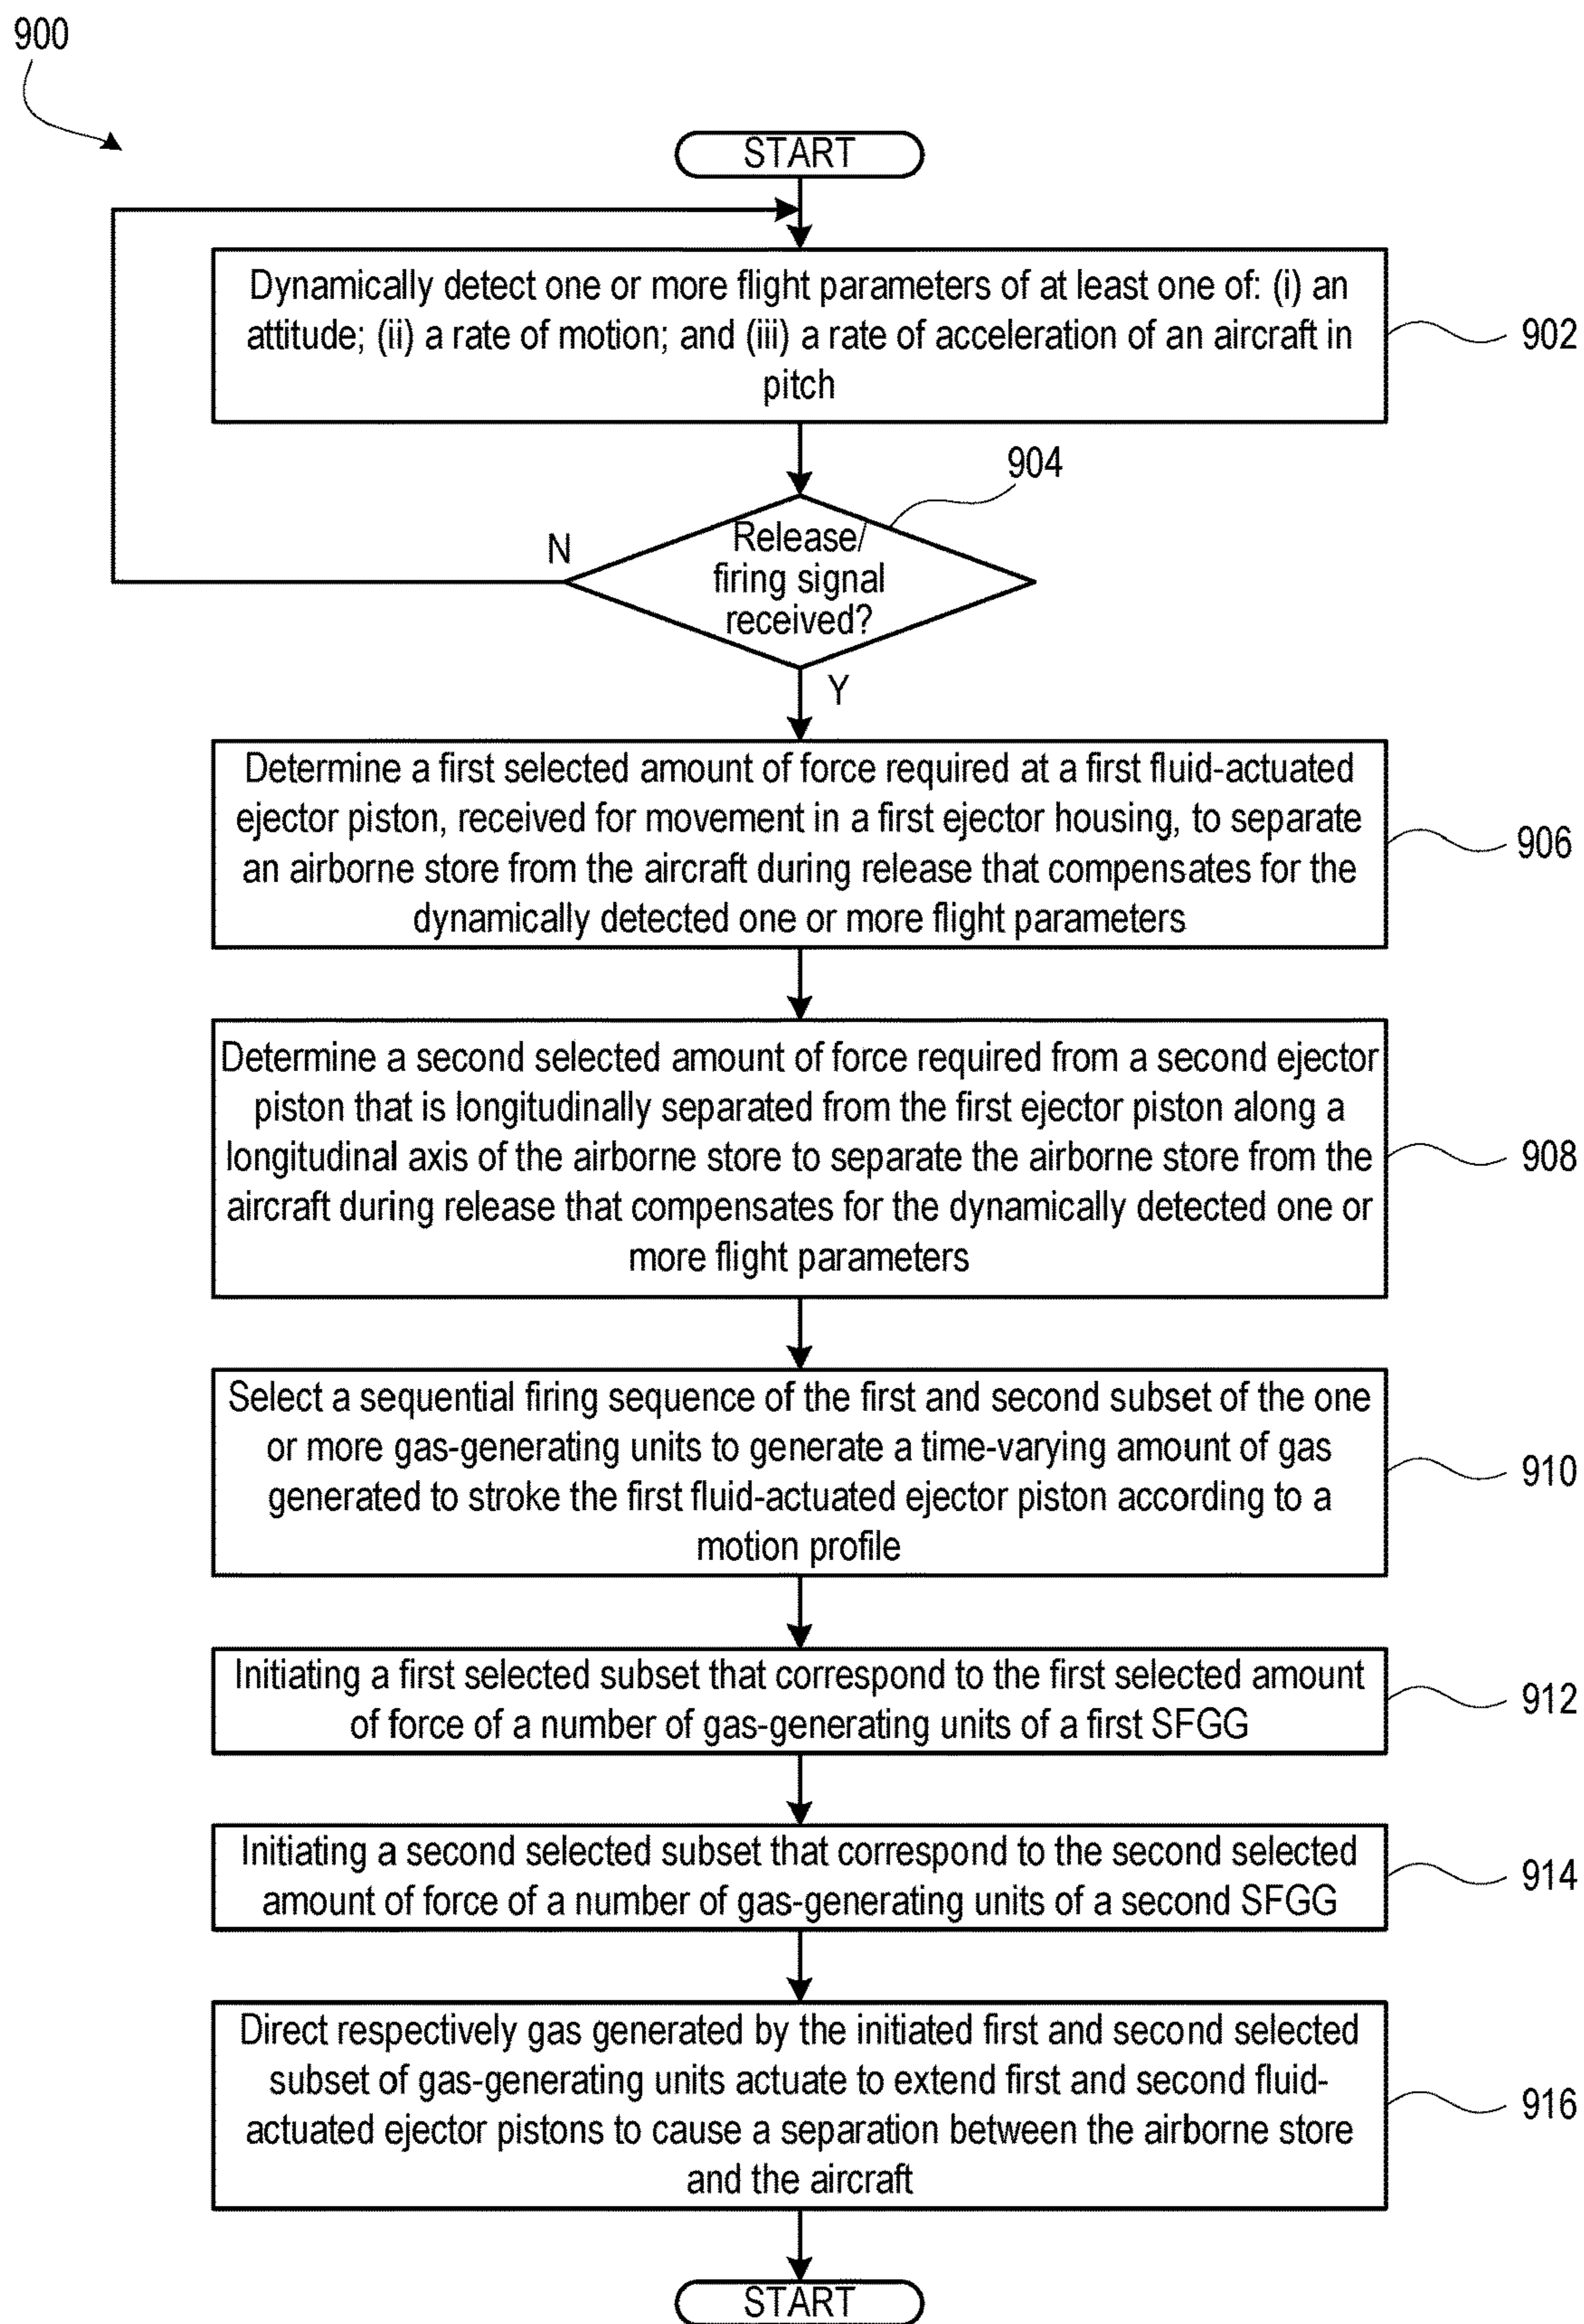 900
START
Dynamically detect one or more flight parameters of at least one of: (i) an
attitude; (ii) a rate of motion; and (iii) a rate of acceleration of an aircraft in
pitch
902
904
Release/
firing signal
received?
N
Y
Determine a first selected amount of force required at a first fluid-actuated
ejector piston, received for movement in a first ejector housing, to separate
an airborne store from the aircraft during release that compensates for the
dynamically detected one or more flight parameters
906
Determine a second selected amount of force required from a second ejector
piston that is longitudinally separated from the first ejector piston along a
longitudinal axis of the airborne store to separate the airborne store from the
aircraft during release that compensates for the dynamically detected one or
more flight parameters
908
Select a sequential firing sequence of the first and second subset of the one
or more gas-generating units to generate a time-varying amount of gas
generated to stroke the first fluid-actuated ejector piston according to a
motion profile
910
Initiating a first selected subset that correspond to the first selected amount
of force of a number of gas-generating units of a first SFGG
912
Initiating a second selected subset that correspond to the second selected
amount of force of a number of gas-generating units of a second SFGG
914
Direct respectively gas generated by the initiated first and second selected
subset of gas-generating units actuate to extend first and second fluid-
actuated ejector pistons to cause a separation between the airborne store
and the aircraft
916
START